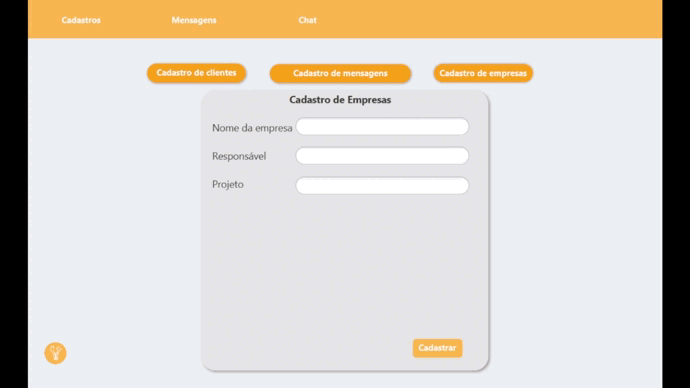 Cadastros Mensagens Chat
Cadastro de clientes Cadastro de mensagens Cadastro de empresas
Cadastro de Empresas
Nome da empresa
Responsável
Projeto
Cadastrar